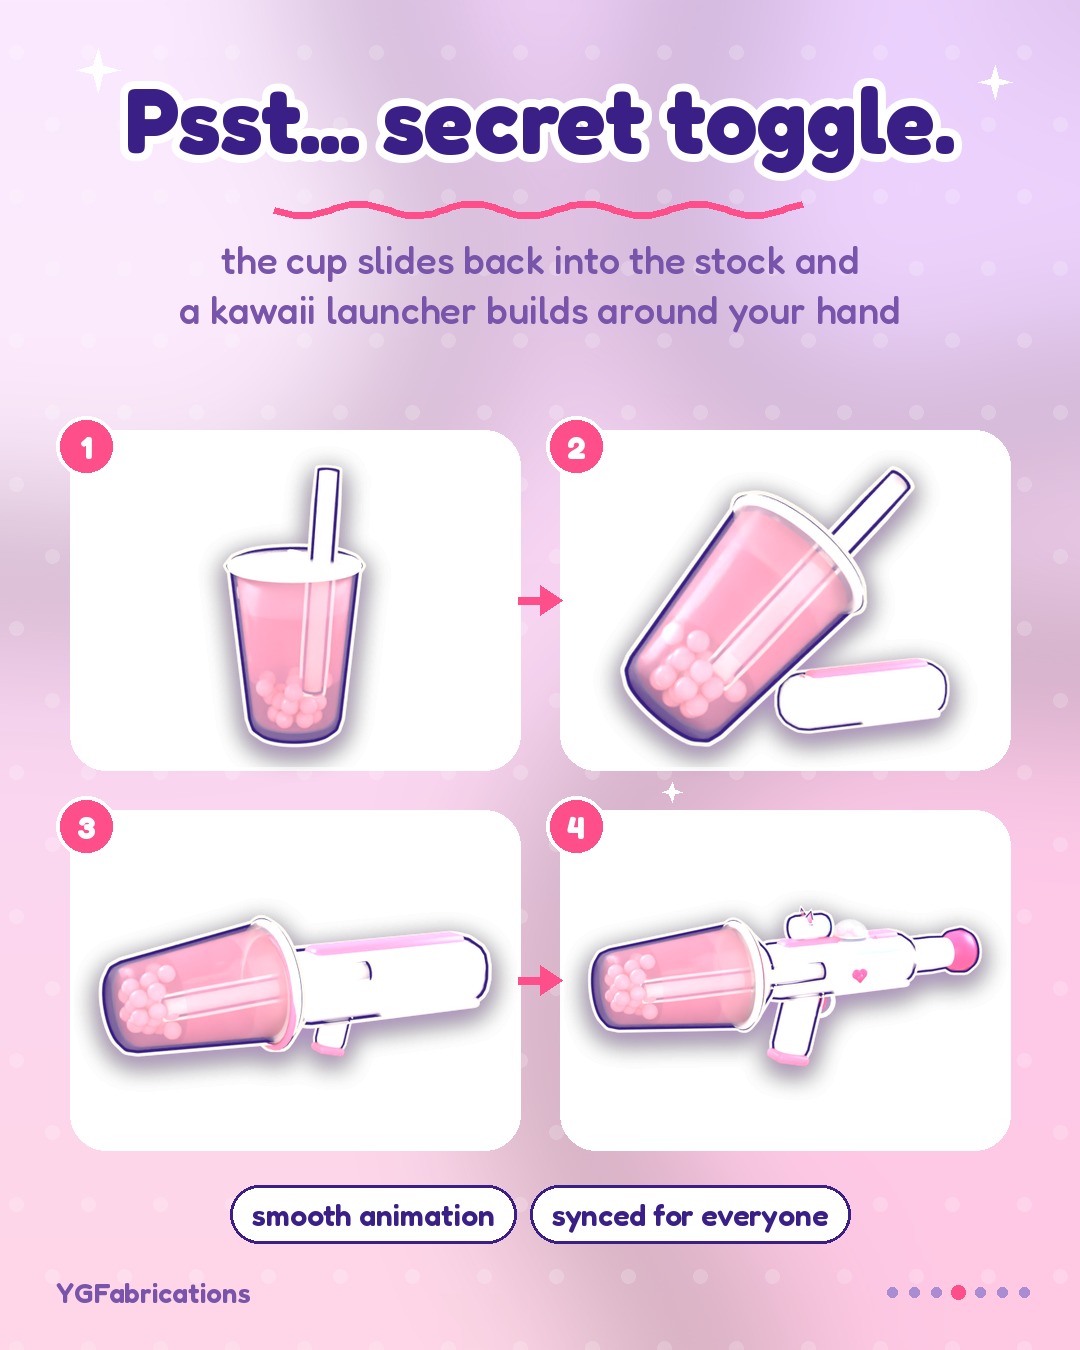 Psst... secret toggle.
the cup slides back into the stock and
a kawaii launcher builds around your hand
1
2
3
4
smooth animation
synced for everyone
YGFabrications